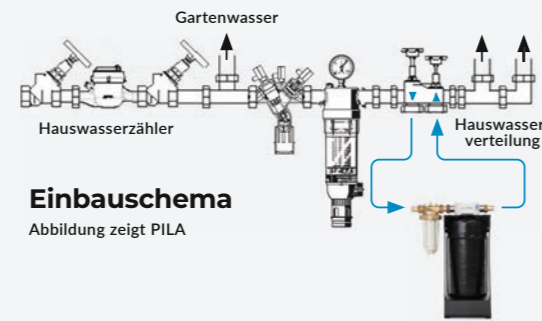 Gartenwasser
Hauswasserzähler
Hauswasser
verteilung
Einbauschema
Abbildung zeigt PILA